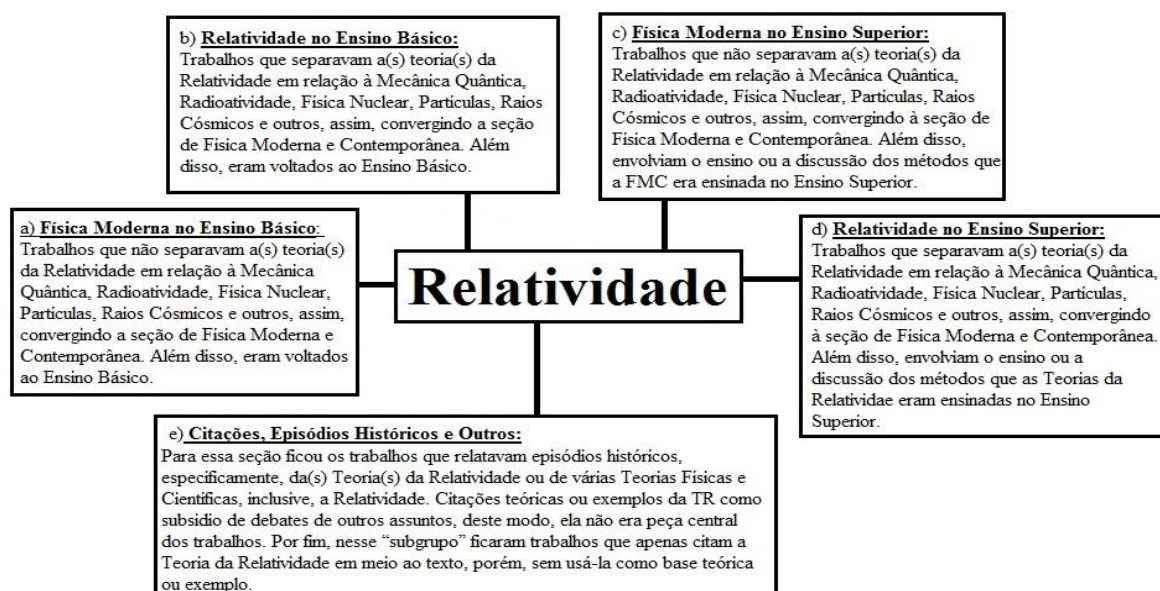 b) Relatividade no Ensino Básico:
Trabalhos que separavam a(s) teoria(s) da
Relatividade em relação à Mecânica Quântica,
Radioatividade, Física Nuclear, Partículas, Raios
Cósmicos e outros, assim, convergindo a seção
de Física Moderna e Contemporânea. Além
disso, eram voltados ao Ensino Básico.
c) Física Moderna no Ensino Superior:
Trabalhos que não separavam a(s) teoria(s) da
Relatividade em relação à Mecânica Quântica,
Radioatividade, Física Nuclear, Partículas, Raios
Cósmicos e outros, assim, convergindo à seção de
Física Moderna e Contemporânea. Além disso,
envolviam o ensino ou a discussão dos métodos que
a FMC era ensinada no Ensino Superior.
a) Física Moderna no Ensino Básico:
Trabalhos que não separavam a(s) teoria(s)
da Relatividade em relação à Mecânica
Quântica, Radioatividade, Física Nuclear,
Partículas, Raios Cósmicos e outros, assim,
convergindo a seção de Física Moderna e
Contemporânea. Além disso, eram voltados
ao Ensino Básico.
Relatividade
d) Relatividade no Ensino Superior:
Trabalhos que separavam a(s) teoria(s) da
Relatividade em relação à Mecânica Quântica,
Radioatividade, Física Nuclear, Partículas,
Raios Cósmicos e outros, assim, convergindo
à seção de Física Moderna e Contemporânea.
Além disso, envolviam o ensino ou a
discussão dos métodos que as Teorias da
Relatividae eram ensinadas no Ensino
Superior.
e) Citações, Episódios Históricos e Outros:
Para essa seção ficou os trabalhos que relatavam episódios históricos,
especificamente, da(s) Teoria(s) da Relatividade ou de várias Teorias Físicas e
Científicas, inclusive, a Relatividade. Citações teóricas ou exemplos da TR como
subsidio de debates de outros assuntos, deste modo, ela não era peça central
dos trabalhos. Por fim, nesse “subgrupo” ficaram trabalhos que apenas citam a
Teoria da Relatividade em meio ao texto, porém, sem usá-la como base teórica
ou exemplo.